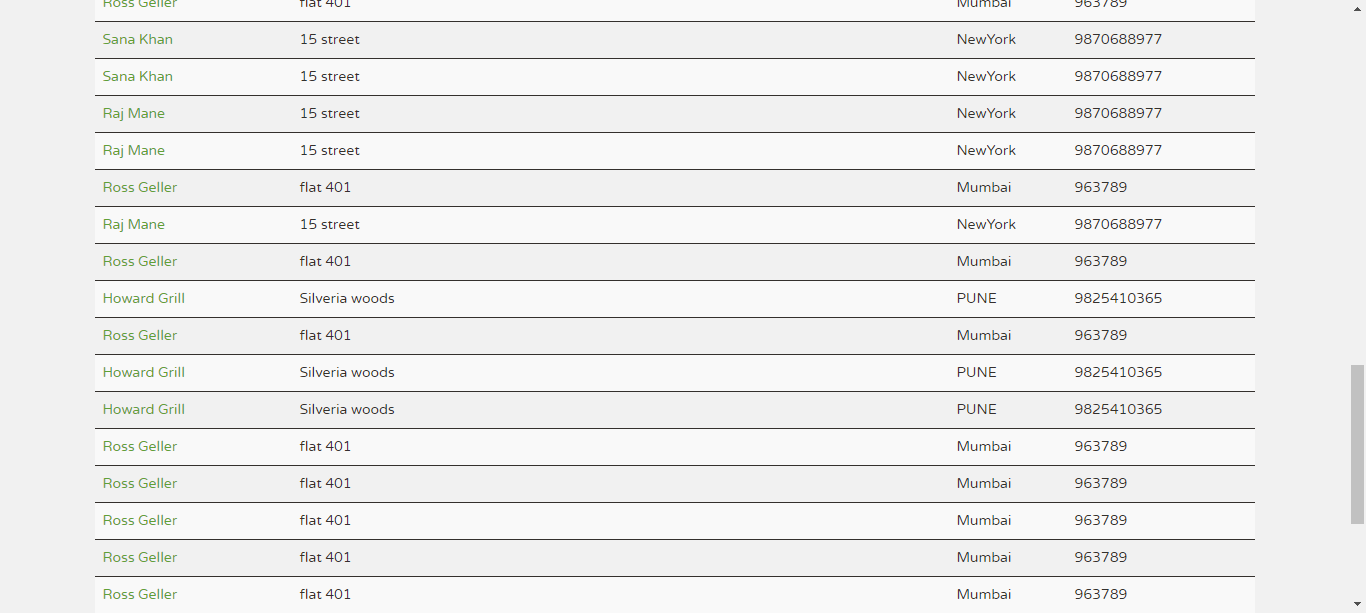 Ross Geller flat 401 Mumbai 963789
Sana Khan 15 street NewYork 9870688977
Sana Khan 15 street NewYork 9870688977
Raj Mane 15 street NewYork 9870688977
Raj Mane 15 street NewYork 9870688977
Ross Geller flat 401 Mumbai 963789
Raj Mane 15 street NewYork 9870688977
Ross Geller flat 401 Mumbai 963789
Howard Grill Silveria woods PUNE 9825410365
Ross Geller flat 401 Mumbai 963789
Howard Grill Silveria woods PUNE 9825410365
Howard Grill Silveria woods PUNE 9825410365
Ross Geller flat 401 Mumbai 963789
Ross Geller flat 401 Mumbai 963789
Ross Geller flat 401 Mumbai 963789
Ross Geller flat 401 Mumbai 963789
Ross Geller flat 401 Mumbai 963789